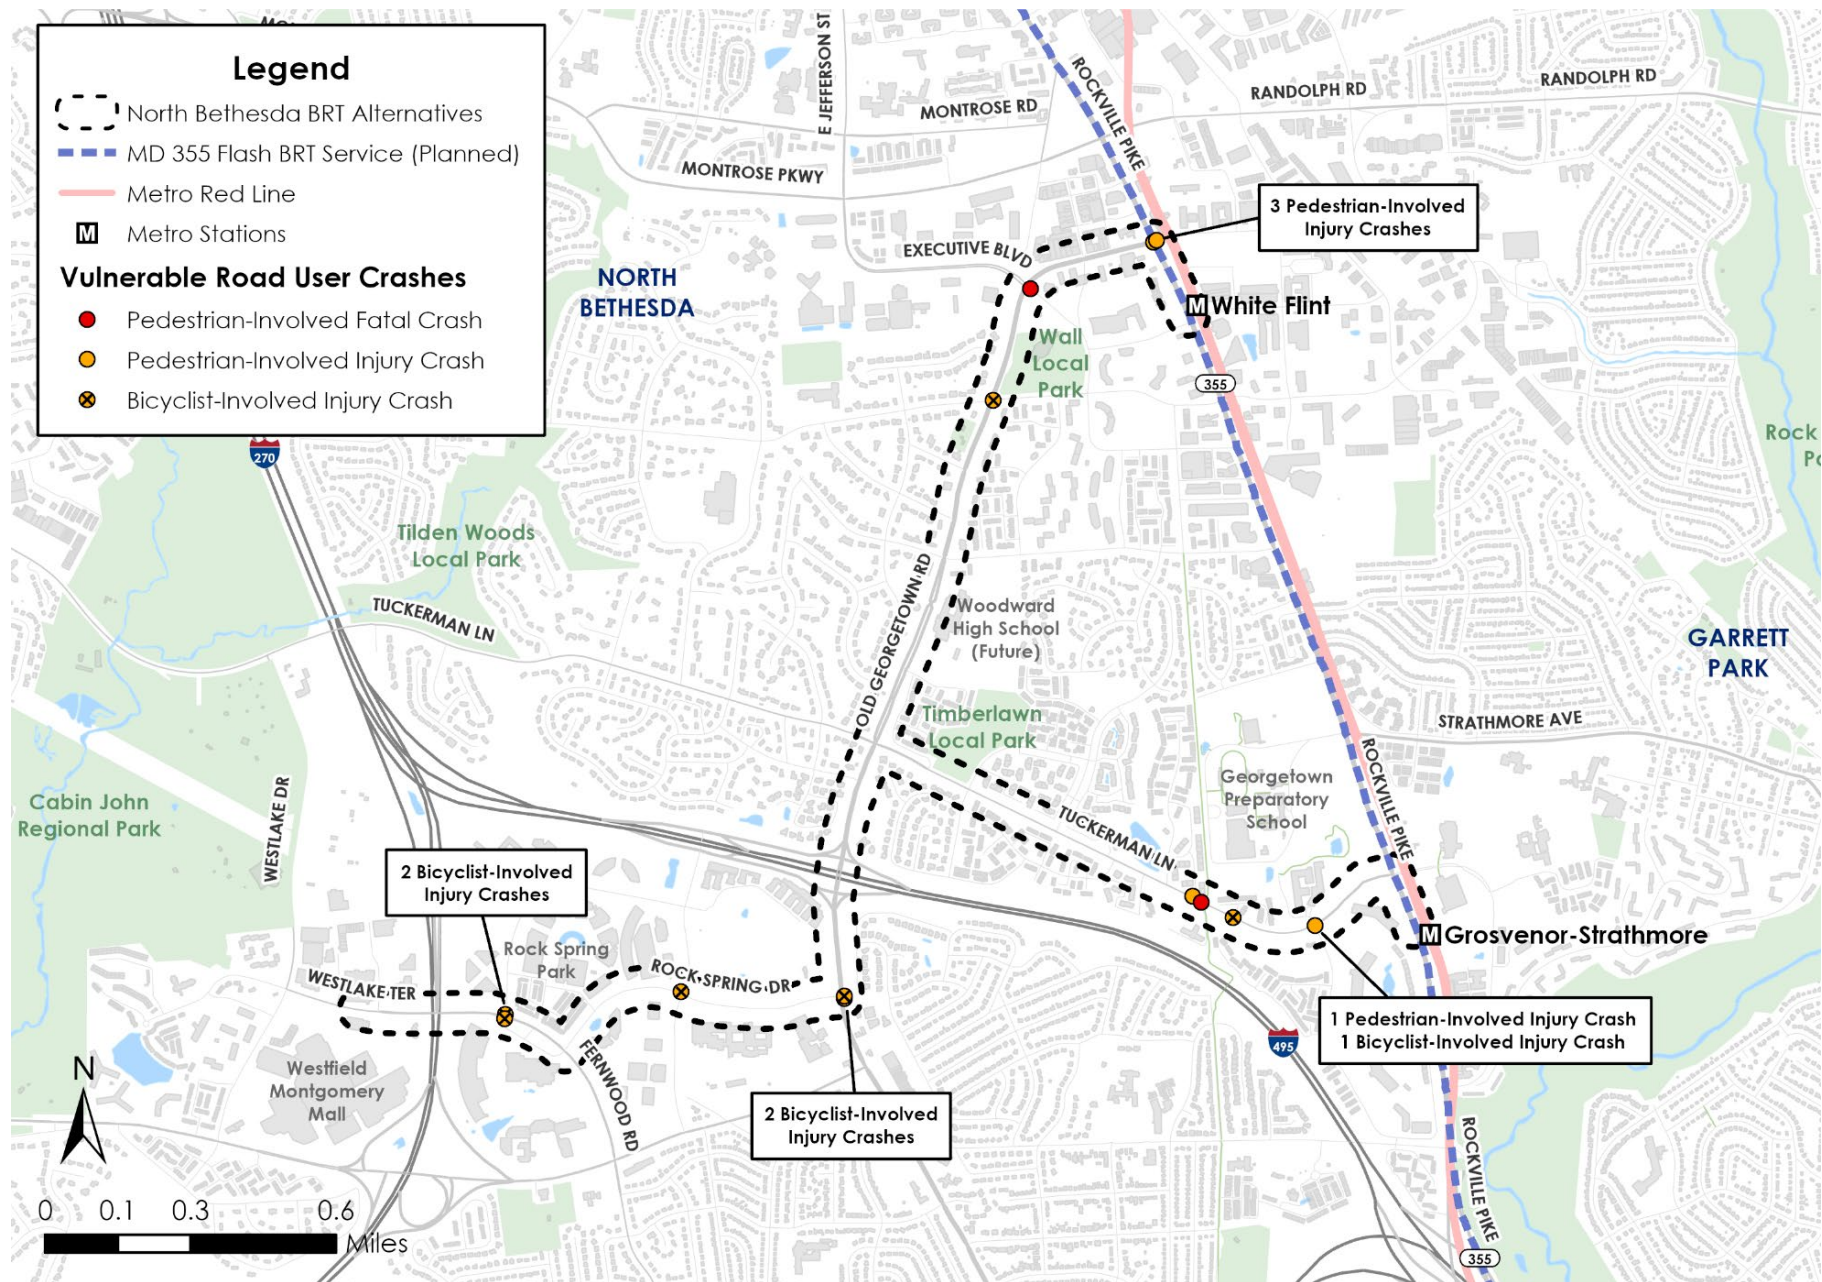 Legend
North Bethesda BRT Alternatives
MD 355 Flash BRT Service (Planned)
Metro Red Line
M Metro Stations
Vulnerable Road User Crashes
Pedestrian-Involved Fatal Crash
Pedestrian-Involved Injury Crash
Bicyclist-Involved Injury Crash
E JEFFERSON ST
MONTROSE RD
ROCKVILLE PIKE
RANDOLPH RD
RANDOLPH RD
MONTROSE PKWY
3 Pedestrian-Involved
Injury Crashes
EXECUTIVE BLVD
NORTH
BETHESDA
M White Flint
Wall
Local
Park
355
270
Rock
Tilden Woods
Local Park
TUCKERMAN LN
OLD GEORGETOWN RD
Woodward
High School
(Future)
GARRETT
PARK
Timberlawn
Local Park
STRATHMORE AVE
ROCKVILLE PIKE
Georgetown
Preparatory
School
Cabin John
Regional Park
WESTLAKE DR
TUCKERMAN LN
2 Bicyclist-Involved
Injury Crashes
M Grosvenor-Strathmore
Rock Spring
Park
ROCK SPRING DR
WESTLAKE TER
1 Pedestrian-Involved Injury Crash
1 Bicyclist-Involved Injury Crash
495
FERNWOOD RD
Westfield
Montgomery
Mall
2 Bicyclist-Involved
Injury Crashes
N
ROCKVILLE PIKE
0 0.1 0.3 0.6
Miles
355